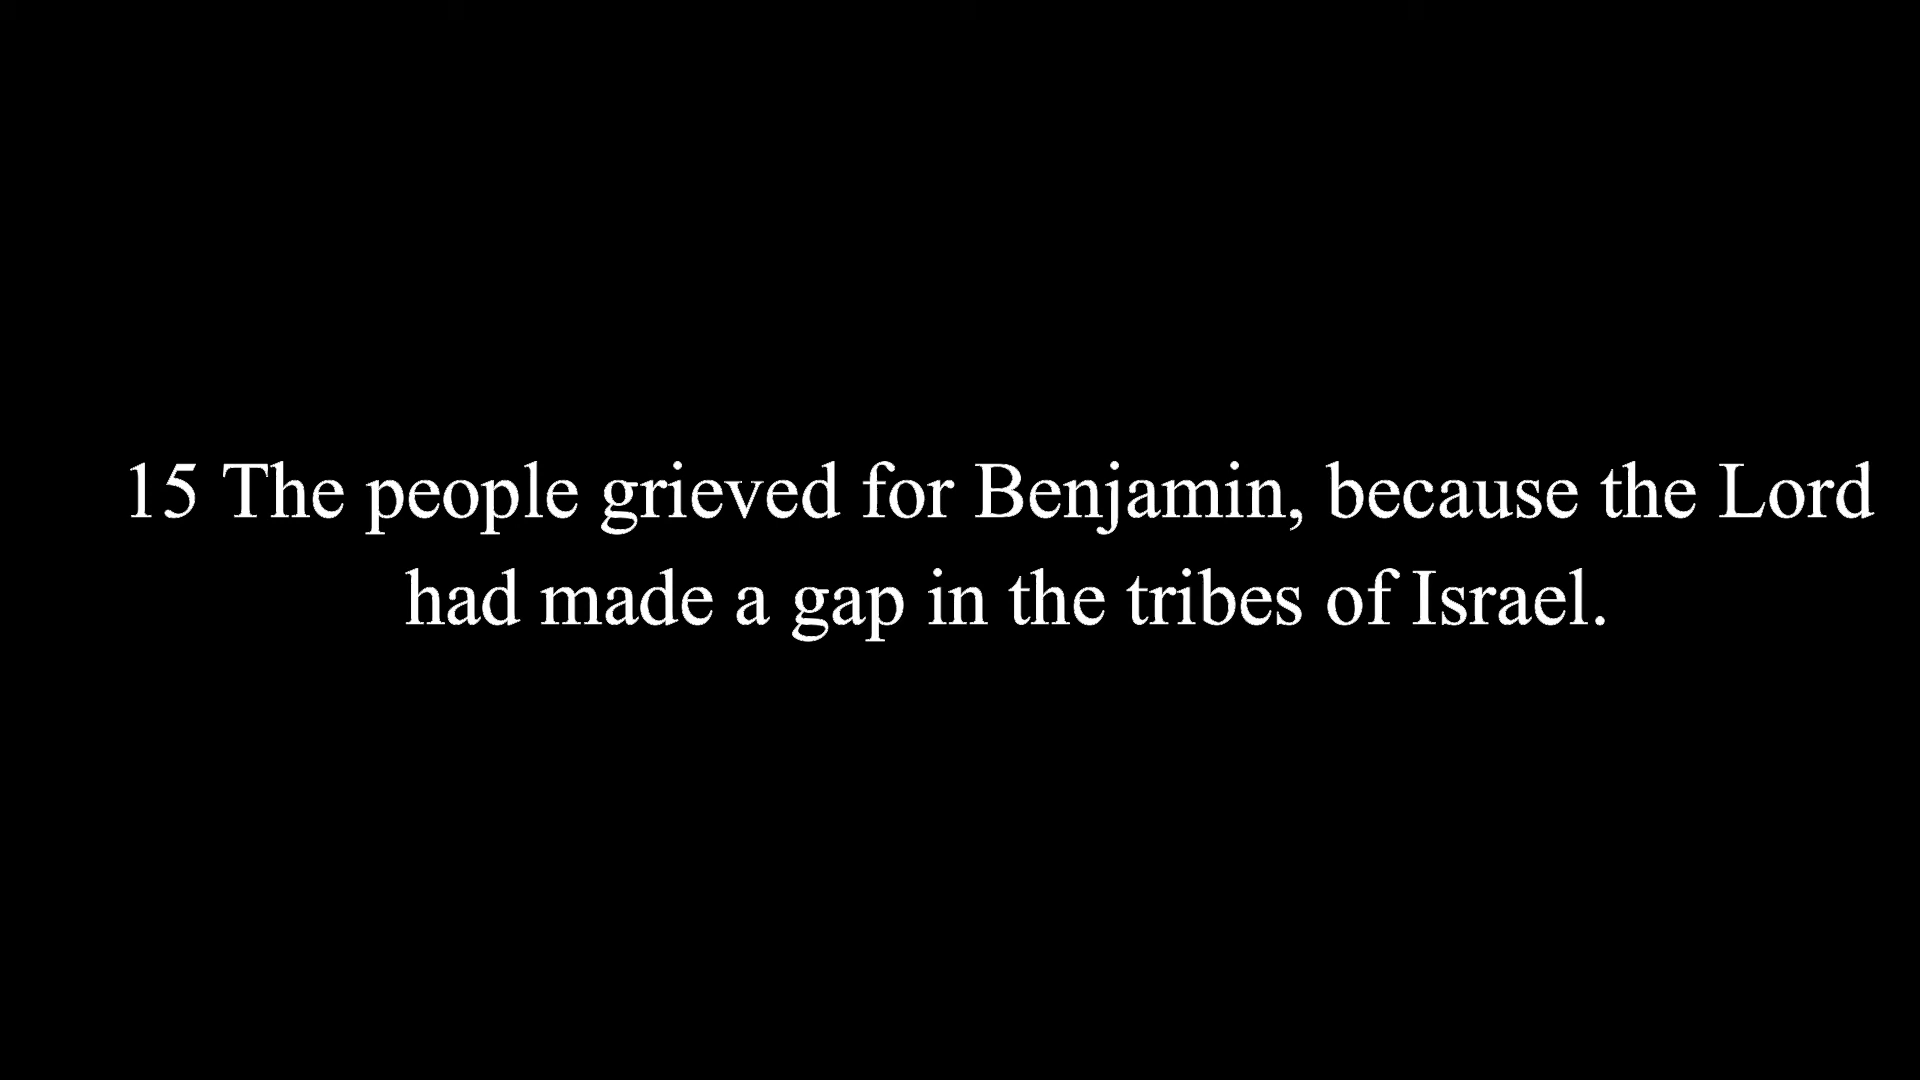 15 The people grieved for Benjamin, because the Lord
had made a gap in the tribes of Israel.